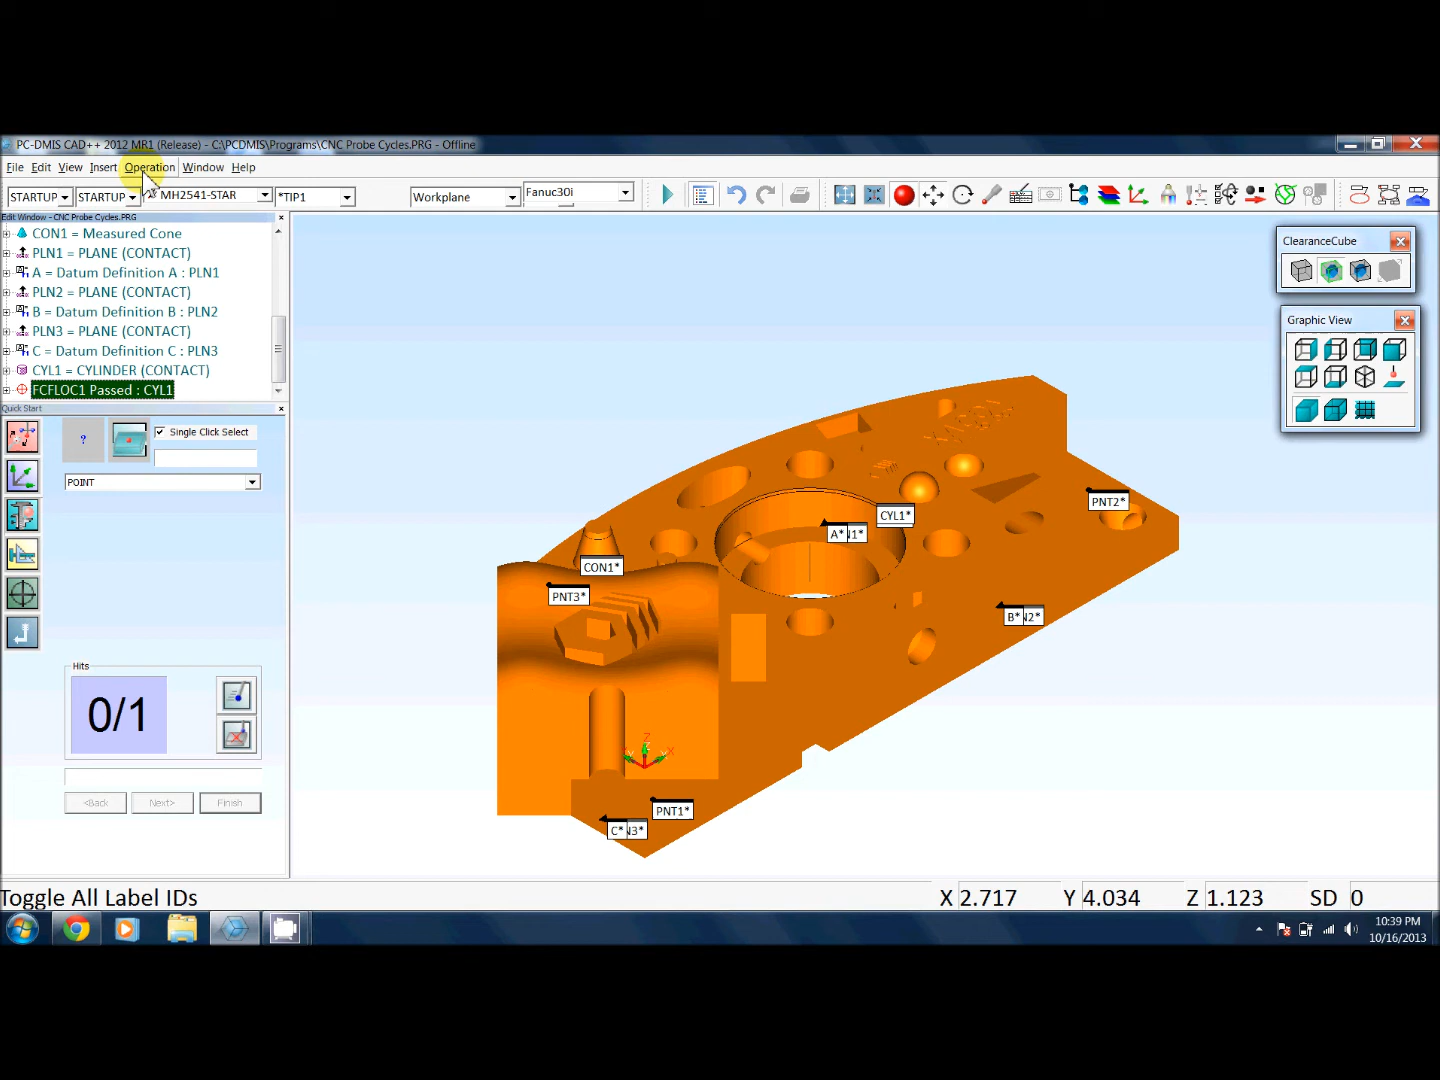 PC-DMIS CAD++ 2012 MR1 (Release) - C:\PCDMIS\Programs\CNC Probe Cycles.PRG - Offline
File Edit View Insert Operation Window Help
STARTUP STARTUP MH2541-STAR *TIP1 Workplane Fanuc30i
Edit Window - CNC Probe Cycles.PRG
CON1 = Measured Cone
PLN1 = PLANE (CONTACT)
A = Datum Definition A : PLN1
PLN2 = PLANE (CONTACT)
B = Datum Definition B : PLN2
PLN3 = PLANE (CONTACT)
C = Datum Definition C : PLN3
CYL1 = CYLINDER (CONTACT)
FCFLOC1 Passed : CYL1
Quick Start
? Single Click Select
POINT
Hits
0/1
<Back Next> Finish
ClearanceCube
Graphic View
PNT2*
CYL1*
A* N1*
CON1*
PNT3*
B* N2*
Z
X
PNT1*
C* N3*
Toggle All Label IDs X 2.717 Y 4.034 Z 1.123 SD 0
10:39 PM
10/16/2013